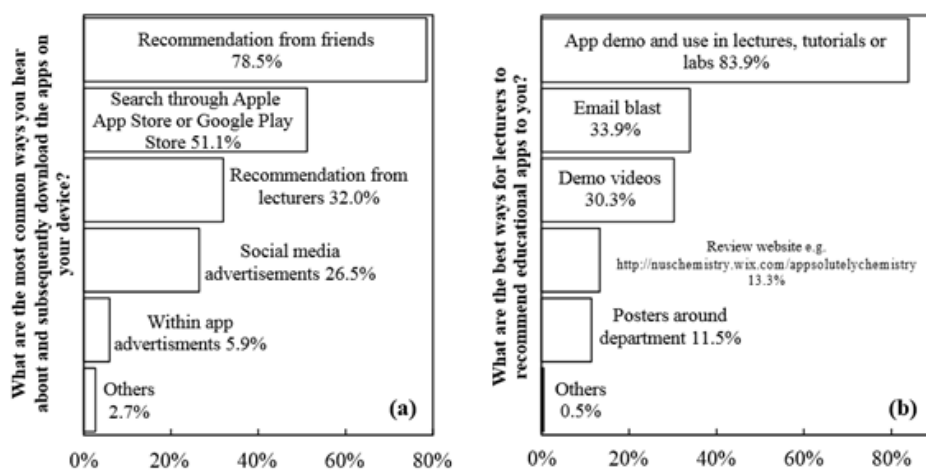 What are the most common ways you hear
about and subsequently download the apps on
your device?
Recommendation from friends
78.5%
Search through Apple
App Store or Google Play
Store 51.1%
Recommendation from
lecturers 32.0%
Social media
advertisements 26.5%
Within app
advertisments 5.9%
Others
2.7%
(a)
0%
20%
40%
60%
80%
What are the best ways for lecturers to
recommend educational apps to you?
App demo and use in lectures, tutorials or
labs 83.9%
Email blast
33.9%
Demo videos
30.3%
Review website e.g.
http://nuschemistry.wix.com/appsolutelychemistry
13.3%
Posters around
department 11.5%
Others
0.5%
(b)
0%
20%
40%
60%
80%